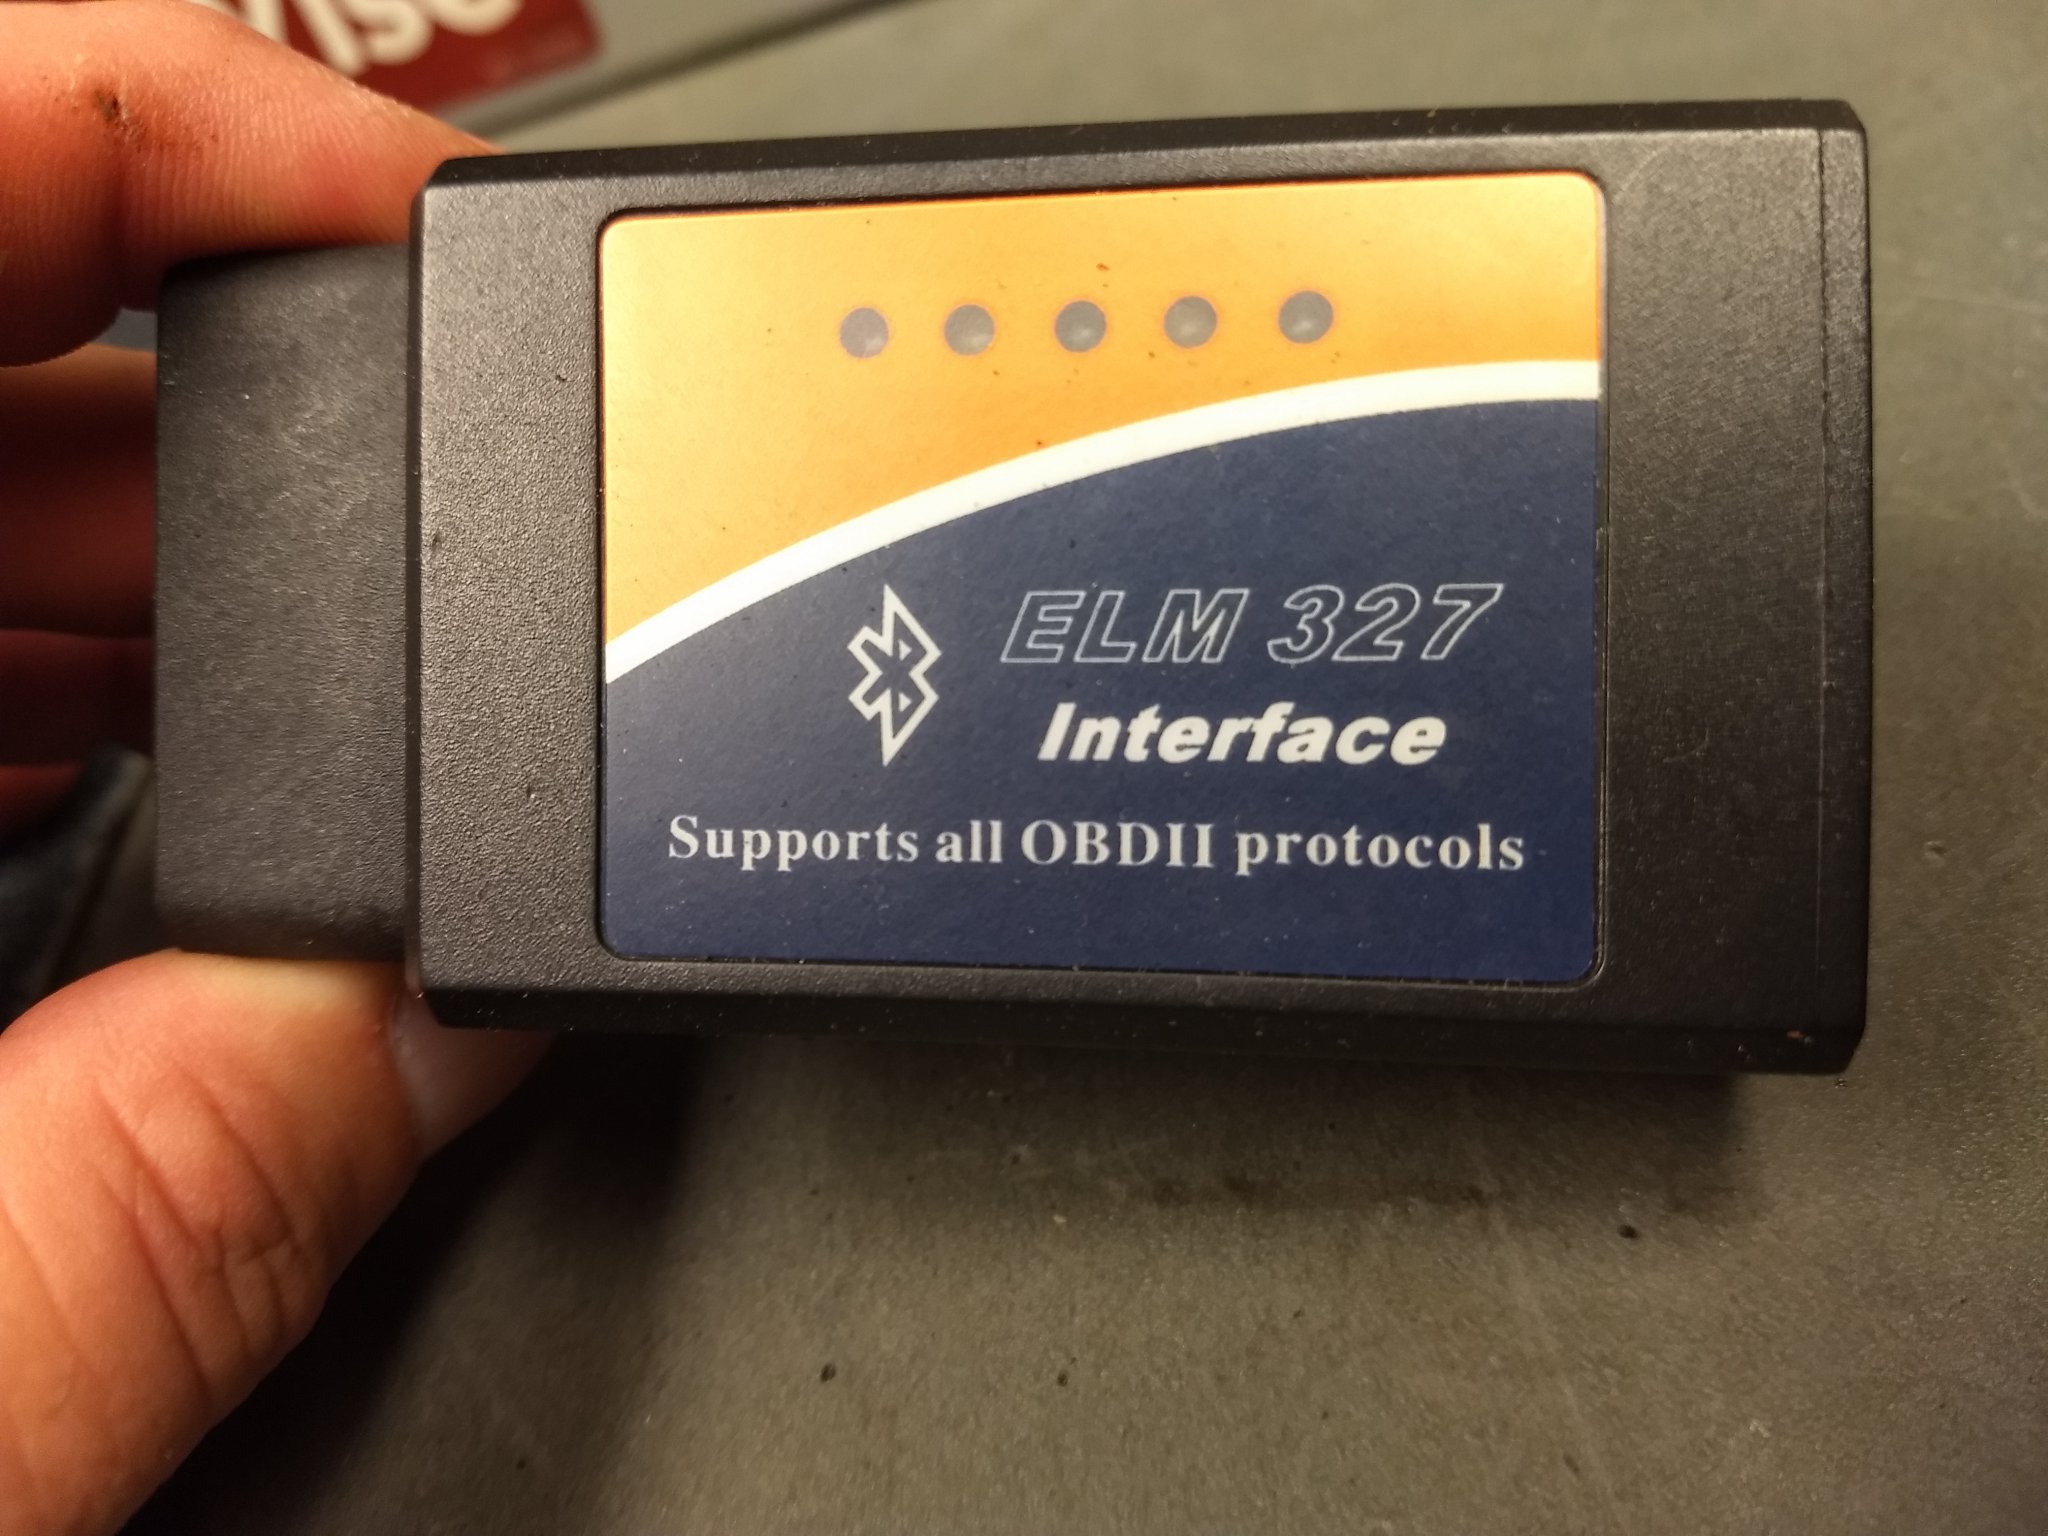 ELM 327
Interface
Supports all OBDII protocols